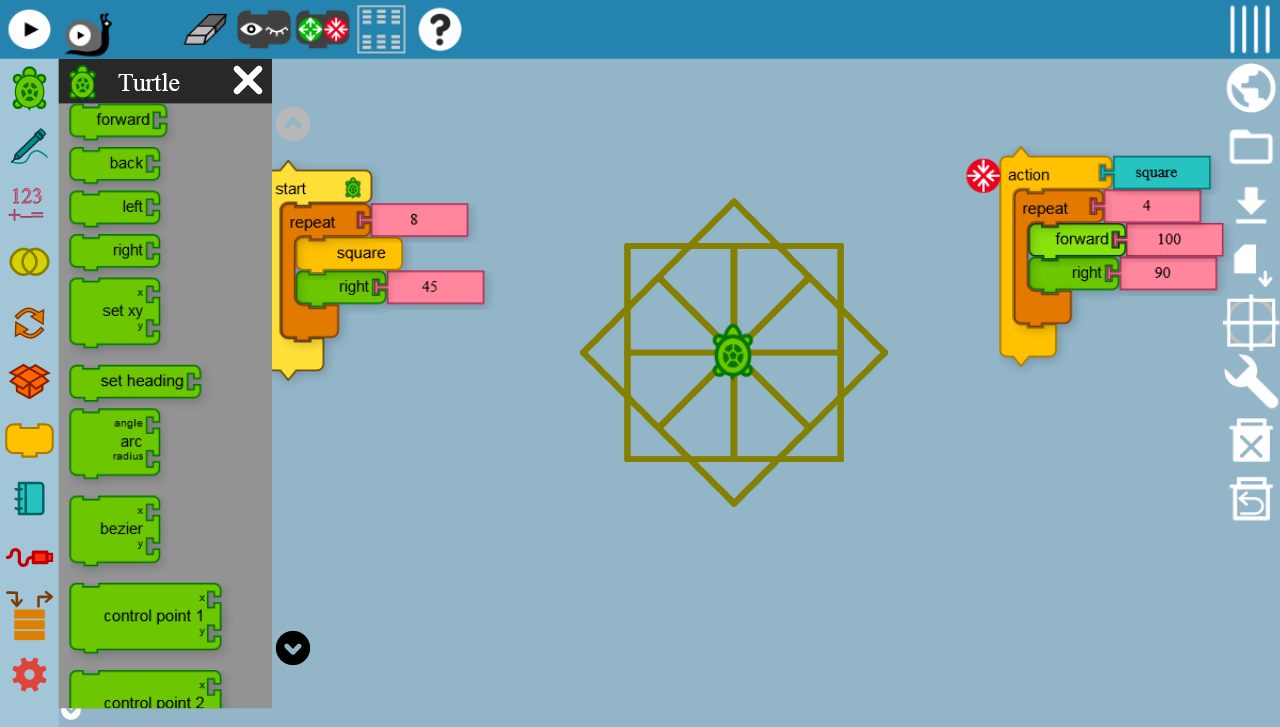 ?
Turtle
123
+–=
forward
back
left
right
x
set xy
y
set heading
angle
arc
radius
x
bezier
y
x
control point 1
y
x
control point 2
start
repeat 8
square
right 45
action square
repeat 4
forward 100
right 90